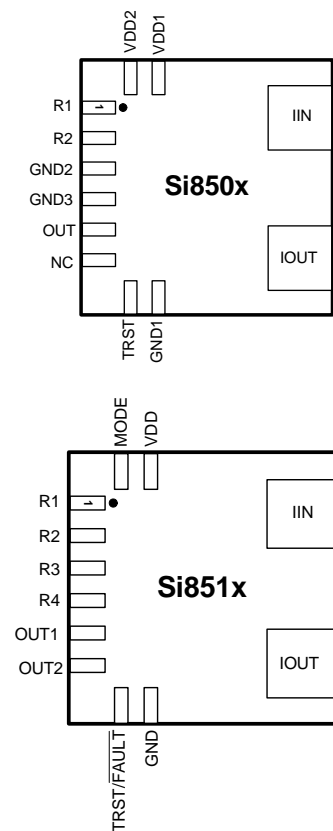 VDD2
VDD1
R1
1
R2
GND2
GND3
OUT
NC
Si850x
IIN
IOUT
TRST
GND1
MODE
VDD
R1
1
R2
R3
R4
OUT1
OUT2
Si851x
IIN
IOUT
TRST/FAULT
GND